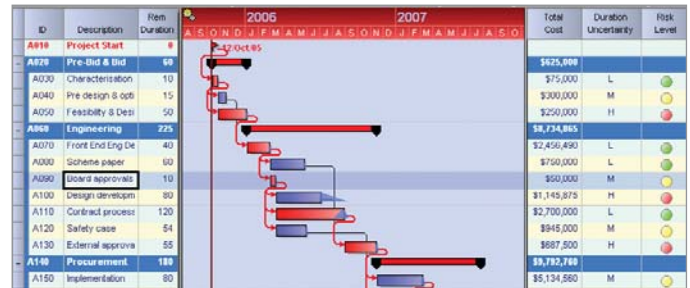 Rem 2006 2007 Total Duration Risk
ID Description Duration A S O N D J F M A M J J A S O N D J F M A M J J A S O Cost Uncertainty Level
A010 Project Start 0 12/Oct/05
A020 Pre-Bid & Bid 60 $625,000
A030 Characterisation 10 $75,000 L
A040 Pre design & opti 15 $300,000 M
A050 Feasibility & Desi 50 $250,000 H
A060 Engineering 225 $8,734,865
A070 Front End Eng De 40 $2,456,490 L
A080 Scheme paper 60 $750,000 L
A090 Board approvals 10 $50,000 M
A100 Design developm 80 $1,145,875 H
A110 Contract process 120 $2,700,000 L
A120 Safety case 54 $945,000 M
A130 External approva 55 $687,500 H
A140 Procurement 180 $9,792,760
A150 Implementation 80 $5,134,560 M